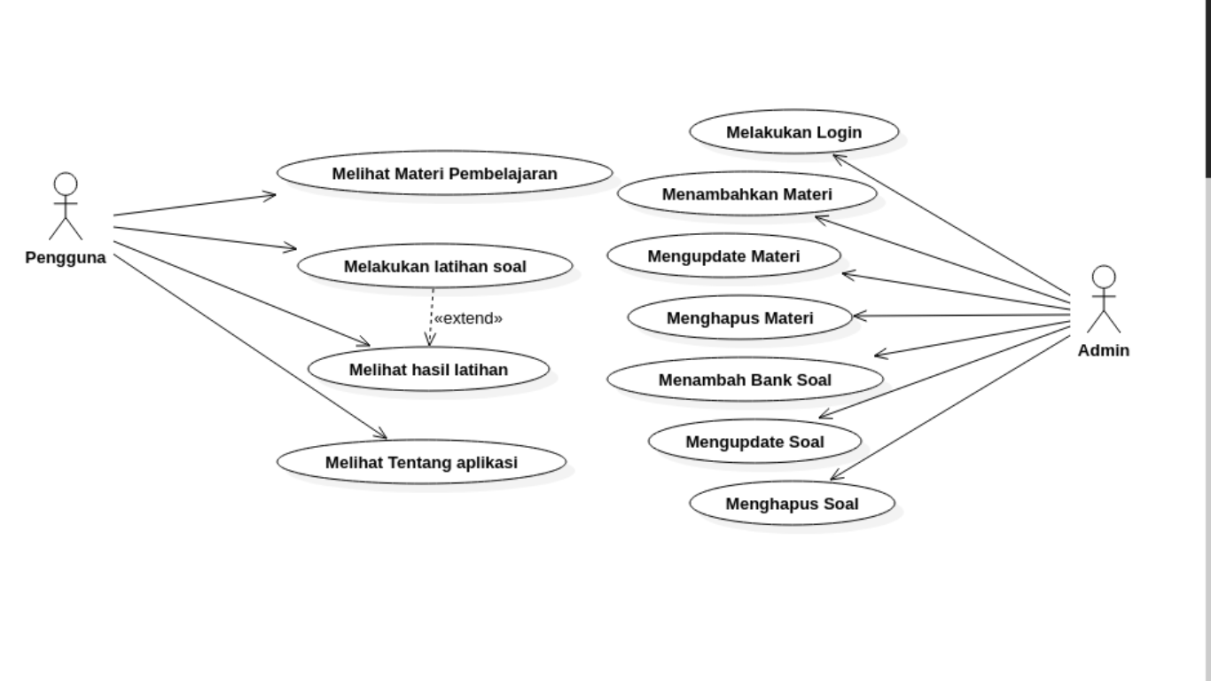 Melakukan Login
Melihat Materi Pembelajaran
Menambahkan Materi
Pengguna
Melakukan latihan soal
Mengupdate Materi
«extend»
Menghapus Materi
Admin
Melihat hasil latihan
Menambah Bank Soal
Mengupdate Soal
Melihat Tentang aplikasi
Menghapus Soal